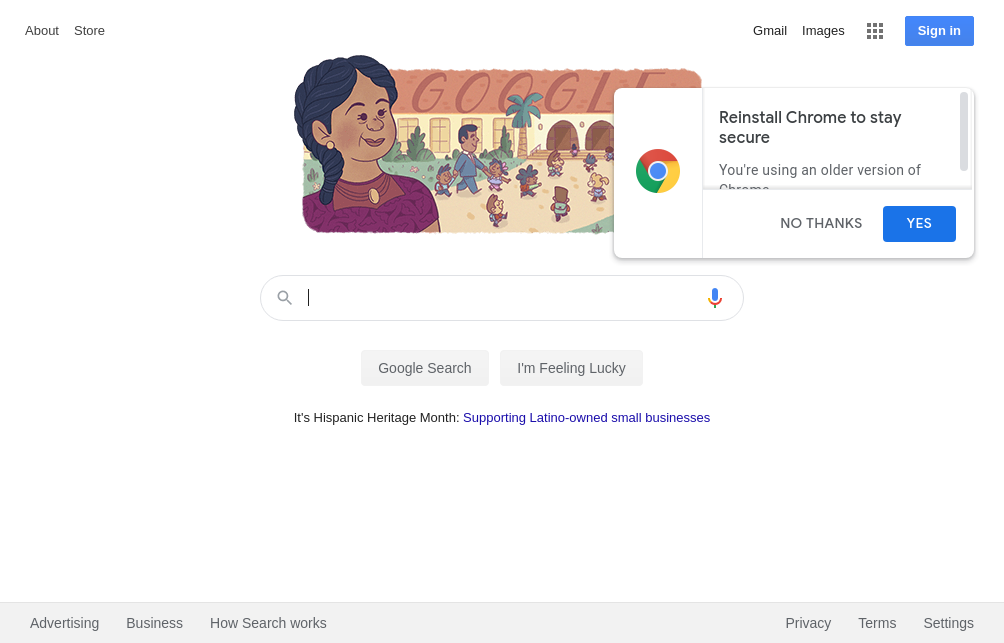 About Store Gmail Images Sign in
GOOGLE
Reinstall Chrome to stay
secure
You're using an older version of
Chrome
NO THANKS YES
Google Search I'm Feeling Lucky
It's Hispanic Heritage Month: Supporting Latino-owned small businesses
Advertising Business How Search works Privacy Terms Settings